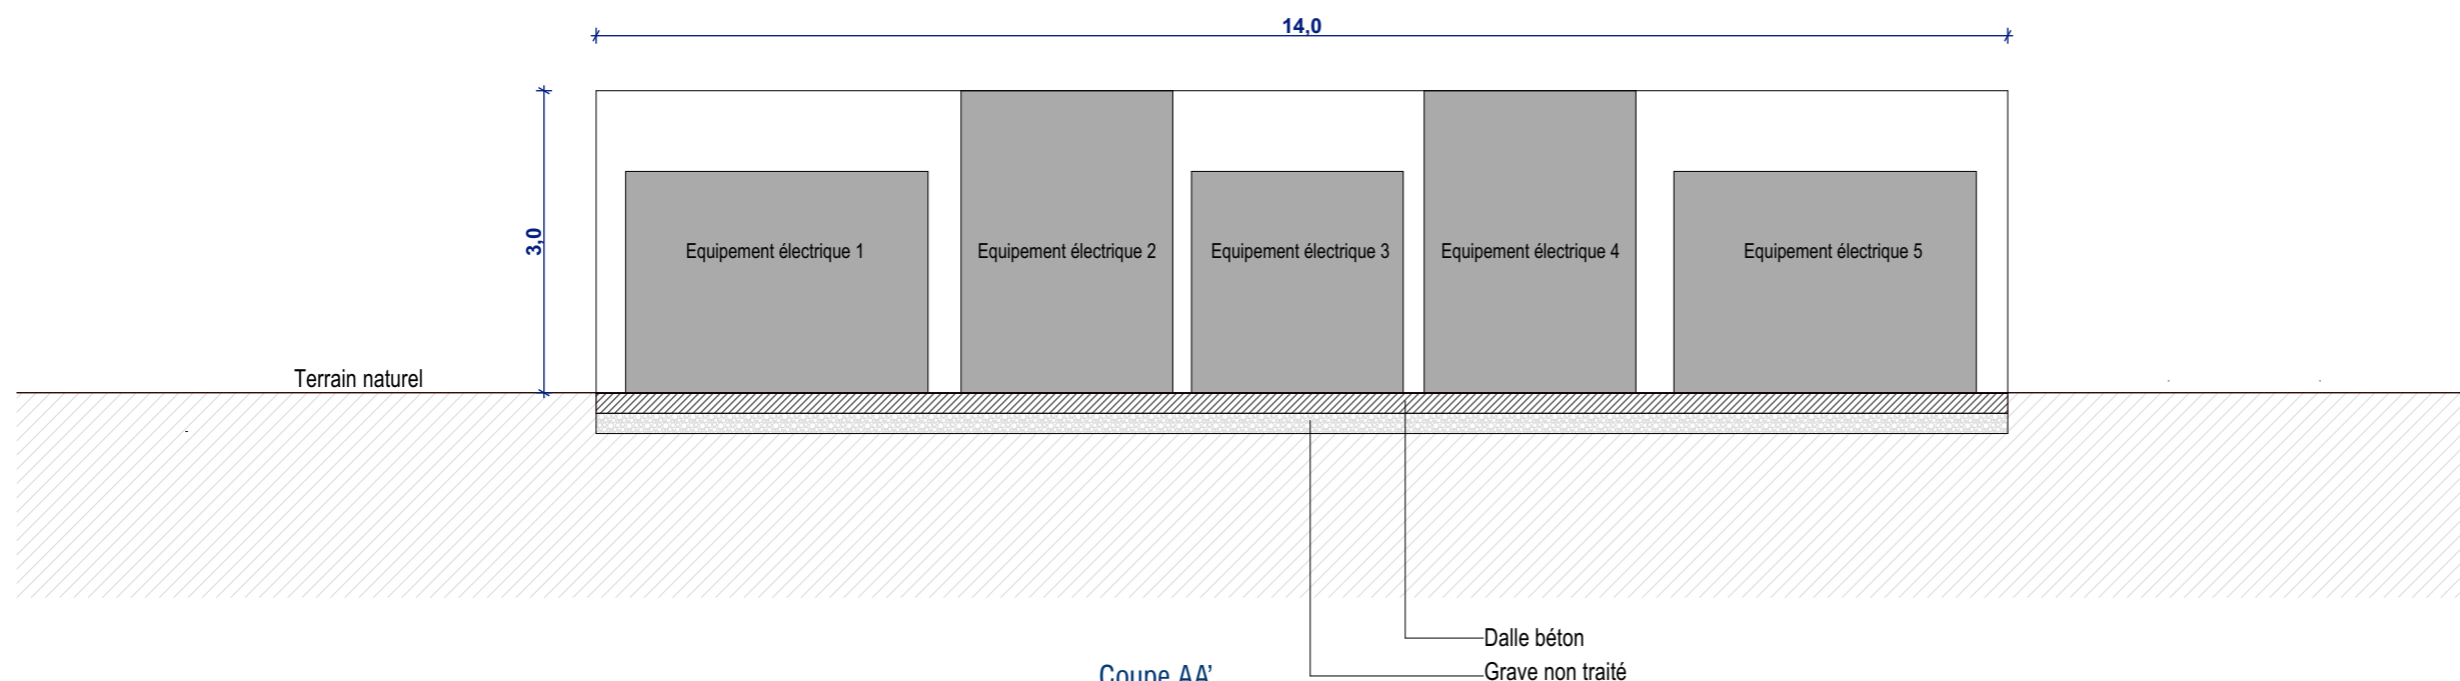 14,0
3,0
Equipement électrique 1
Equipement électrique 2
Equipement électrique 3
Equipement électrique 4
Equipement électrique 5
Terrain naturel
Dalle béton
Coupe AA’
Grave non traité